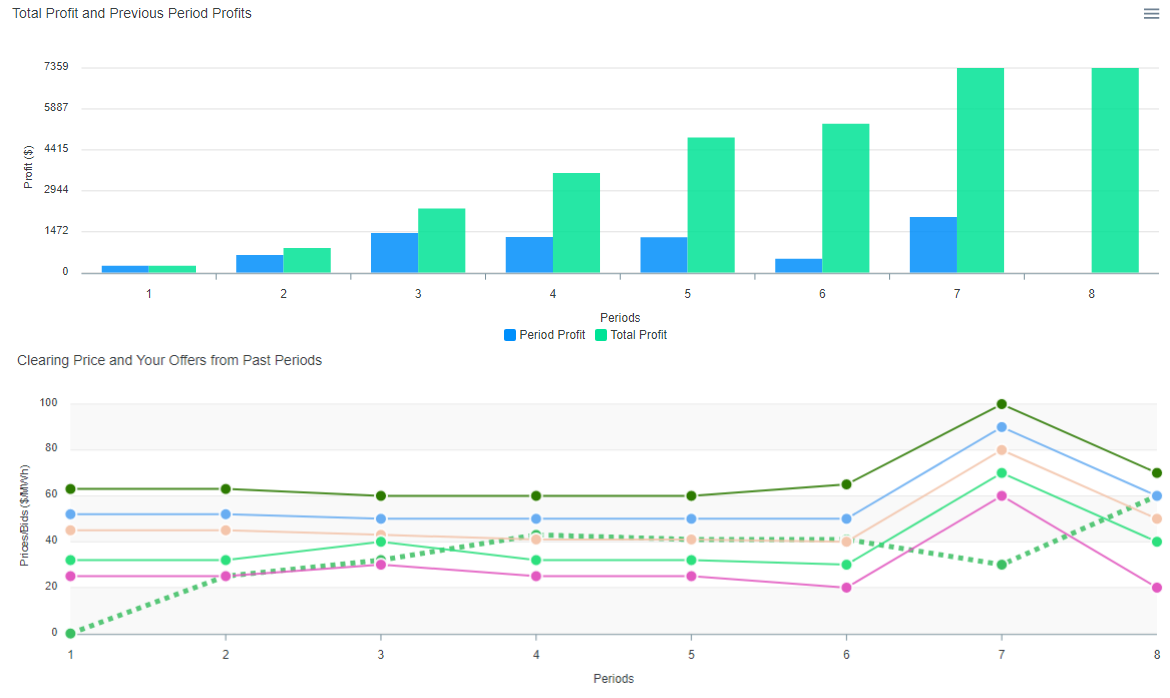 Total Profit and Previous Period Profits
7359
5887
4415
2944
1472
0
Profit ($)
1 2 3 4 5 6 7 8
Periods
Period Profit Total Profit
Clearing Price and Your Offers from Past Periods
100
80
60
40
20
0
Prices/Bids ($/MWh)
1 2 3 4 5 6 7 8
Periods